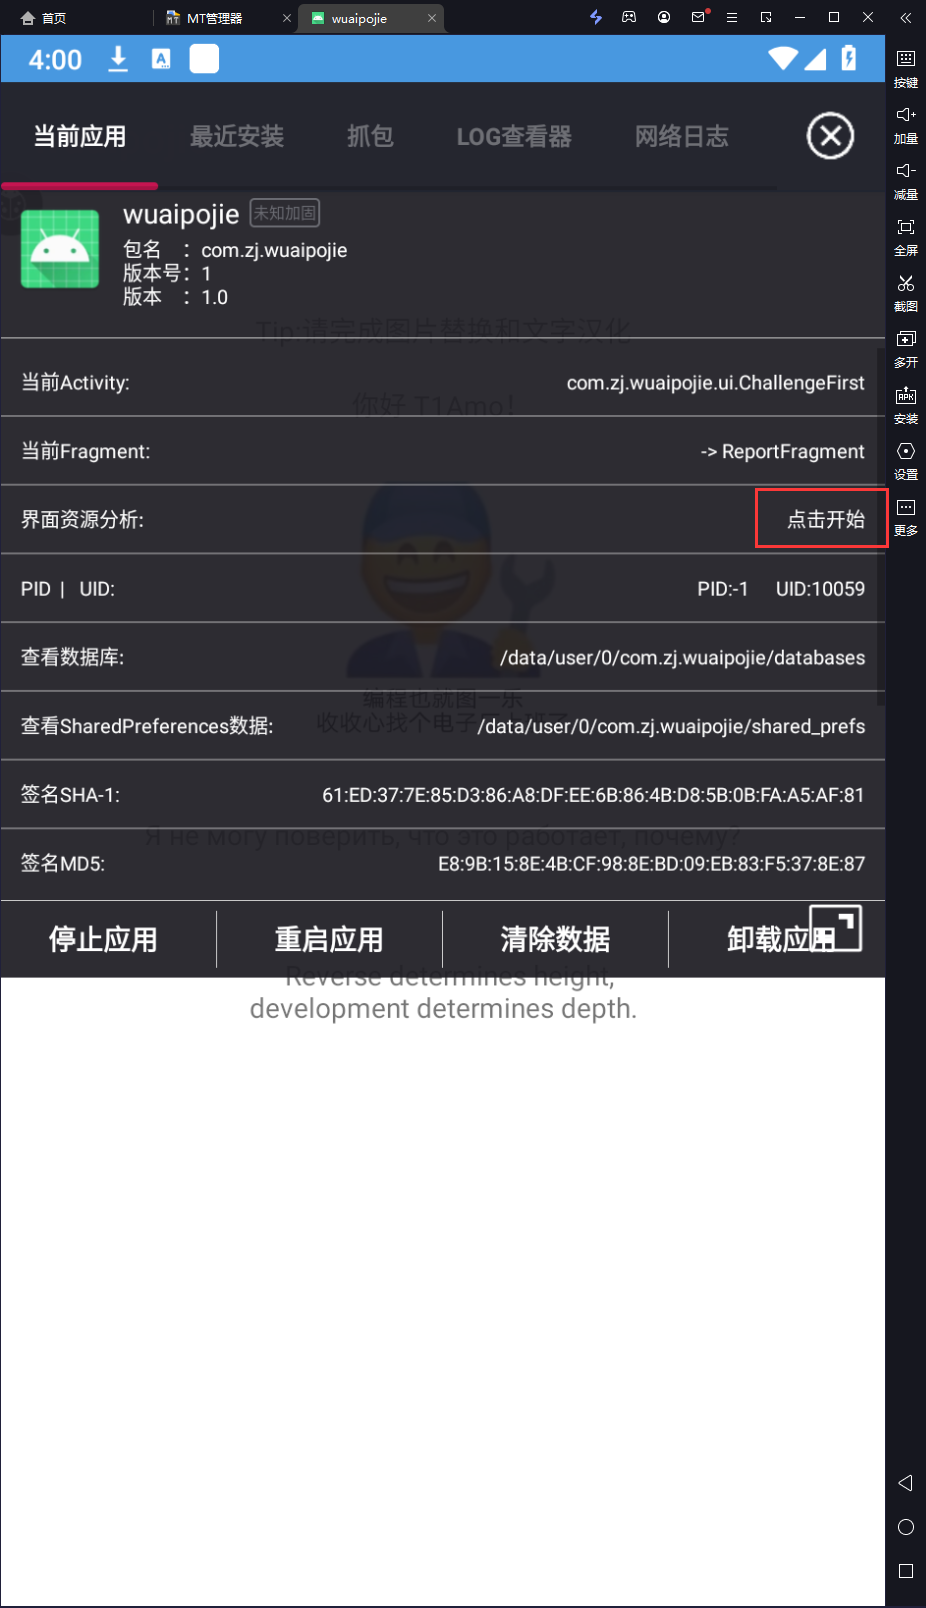 首页
MT管理器
wuaipojie
4:00
当前应用
最近安装
抓包
LOG查看器
网络日志
wuaipojie
未知加固
包名 ：com.zj.wuaipojie
版本号：1
版本 ：1.0
Tip:请完成图片替换和文字汉化
当前Activity:
com.zj.wuaipojie.ui.ChallengeFirst
你好 T1Amo!
当前Fragment:
-> ReportFragment
界面资源分析:
点击开始
PID | UID:
PID:-1 UID:10059
查看数据库:
/data/user/0/com.zj.wuaipojie/databases
编程也就图一乐
收收心找个电子厂上班了
查看SharedPreferences数据:
/data/user/0/com.zj.wuaipojie/shared_prefs
签名SHA-1:
61:ED:37:7E:85:D3:86:A8:DF:EE:6B:86:4B:D8:5B:0B:FA:A5:AF:81
Я не могу поверить, что это работает, почему?
签名MD5:
E8:9B:15:8E:4B:CF:98:8E:BD:09:EB:83:F5:37:8E:87
停止应用
重启应用
清除数据
卸载应用
Reverse determines height,
development determines depth.
按键
加量
减量
全屏
截图
多开
APK
安装
设置
更多